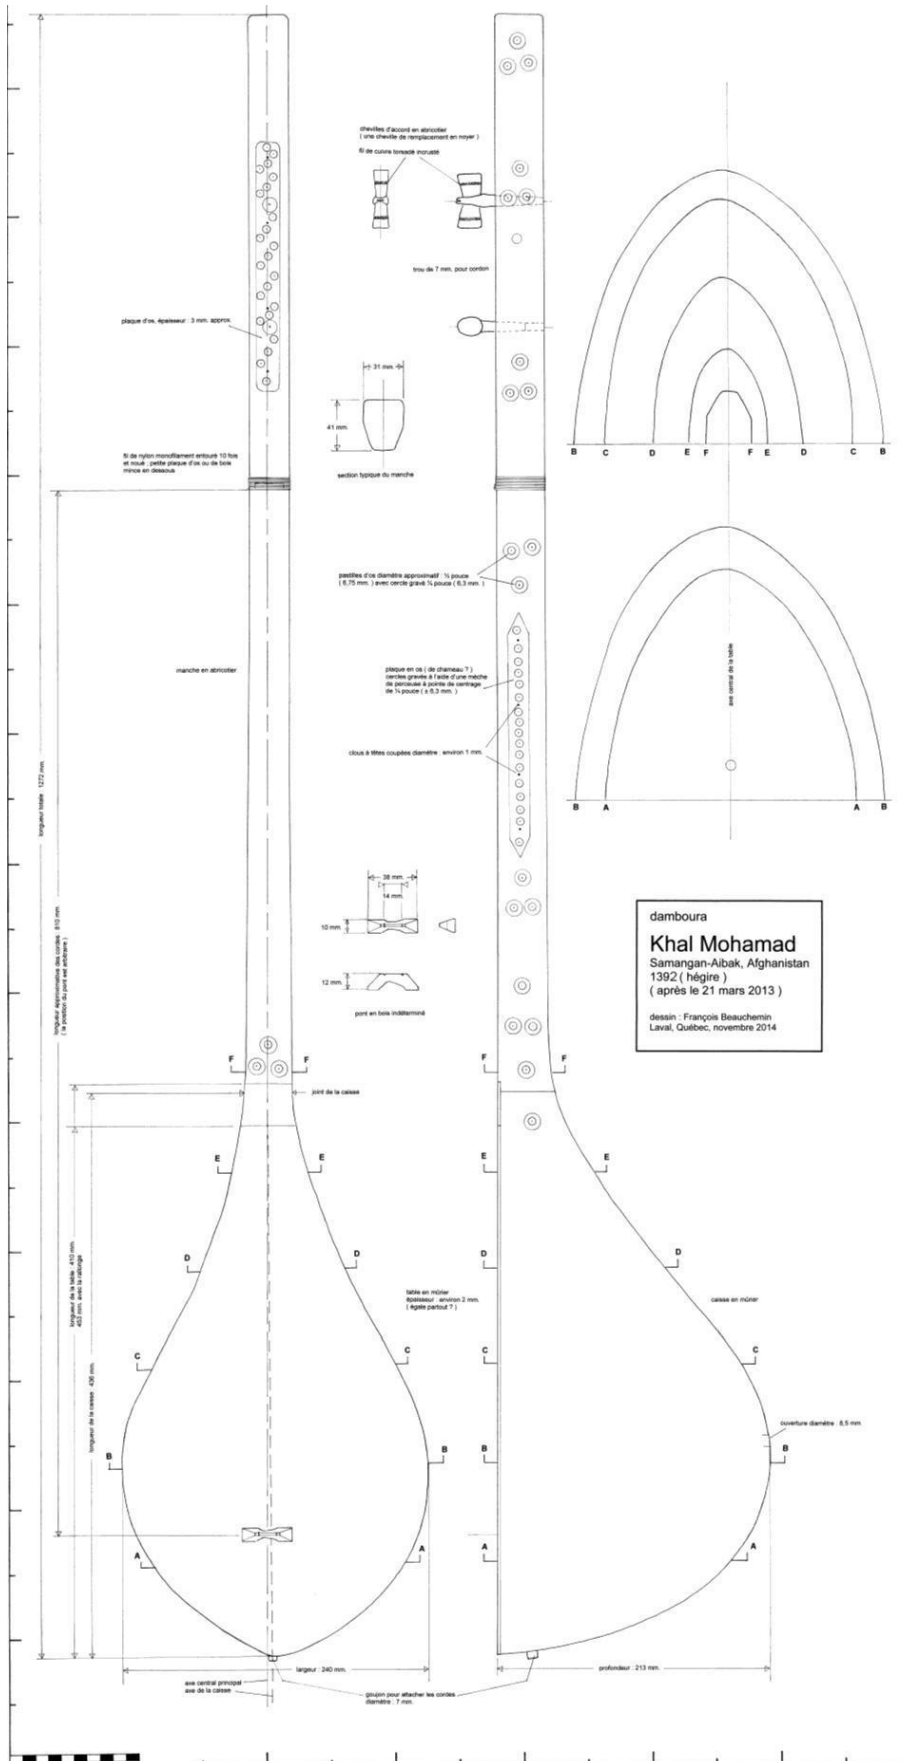 chevilles d'accord en abricotier
( une cheville de remplacement en noyer )
fil de cuivre torsadé incrusté
trou de 7 mm. pour cordon
plaque d'os, épaisseur : 3 mm. approx.
31 mm.
41 mm.
section typique du manche
fil de nylon monofilament entouré 10 fois
et noué ; petite plaque d'os ou de bois
mince en dessous
B C D E F F E D C B
pastilles d'os diamètre approximatif : ½ pouce
avec cercle gravé ¼ pouce ( 6,3 mm. )
manche en abricotier
plaque en os ( de chameau ? )
cercles gravés à l'aide d'une mèche
de perceuse à pointe de centrage
de ¼ pouce ( ± 6,3 mm. )
clous à têtes coupées diamètre : environ 1 mm.
axe central de la table
B A A B
longueur totale : 1272 mm.
longueur approximative des cordes : 810 mm.
( la position du pont est arbitraire )
38 mm.
14 mm.
10 mm
12 mm.
pont en bois indéterminé
damboura
Khal Mohamad
Samangan-Aibak, Afghanistan
1392 ( hégire )
( après le 21 mars 2013 )
dessin : François Beauchemin
Laval, Québec, novembre 2014
F F F F
joint de la caisse
E E E E
D D D D
longueur de la table : 410 mm.
453 mm. avec la rallonge
table en mûrier
épaisseur : environ 2 mm.
( égale partout ? )
caisse en mûrier
C C C C
longueur de la caisse : 436 mm.
ouverture diamètre : 8,5 mm
B B B B
A A A A
largeur : 240 mm.
profondeur : 213 mm.
axe central principal
axe de la caisse
goujon pour attacher les cordes
diamètre : 7 mm.